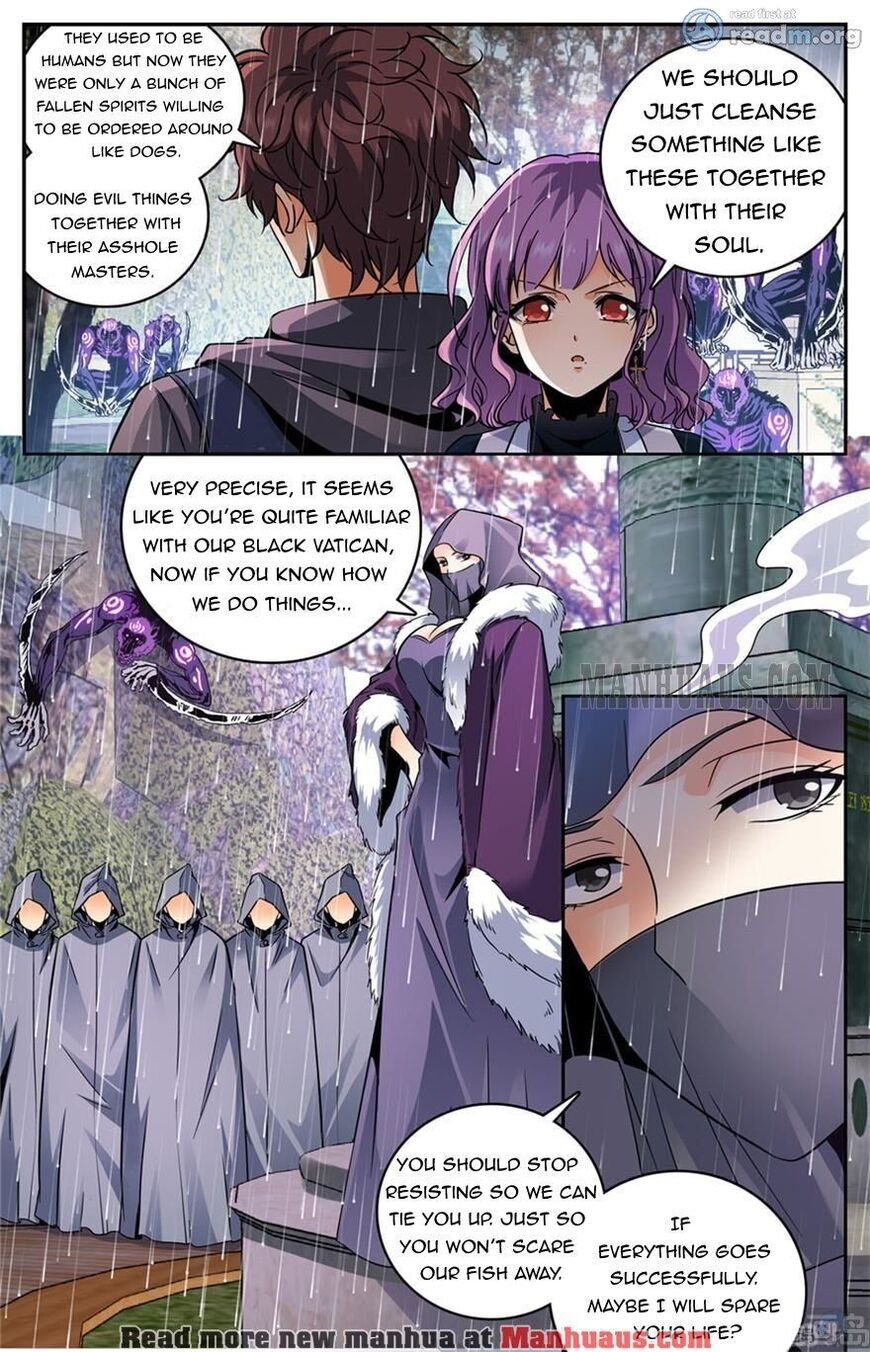 read first at
readm.org
THEY USED TO BE
HUMANS BUT NOW THEY
WERE ONLY A BUNCH OF
FALLEN SPIRITS WILLING
TO BE ORDERED AROUND
LIKE DOGS.
DOING EVIL THINGS
TOGETHER WITH
THEIR ASSHOLE
MASTERS.
WE SHOULD
JUST CLEANSE
SOMETHING LIKE
THESE TOGETHER
WITH THEIR
SOUL.
VERY PRECISE, IT SEEMS
LIKE YOU'RE QUITE FAMILIAR
WITH OUR BLACK VATICAN,
NOW IF YOU KNOW HOW
WE DO THINGS...
MANHUAUS.COM
YOU SHOULD STOP
RESISTING SO WE CAN
TIE YOU UP. JUST SO
YOU WON'T SCARE
OUR FISH AWAY.
IF
EVERYTHING GOES
SUCCESSFULLY.
MAYBE I WILL SPARE
YOUR LIFE?
Read more new manhua at Manhuaus.com